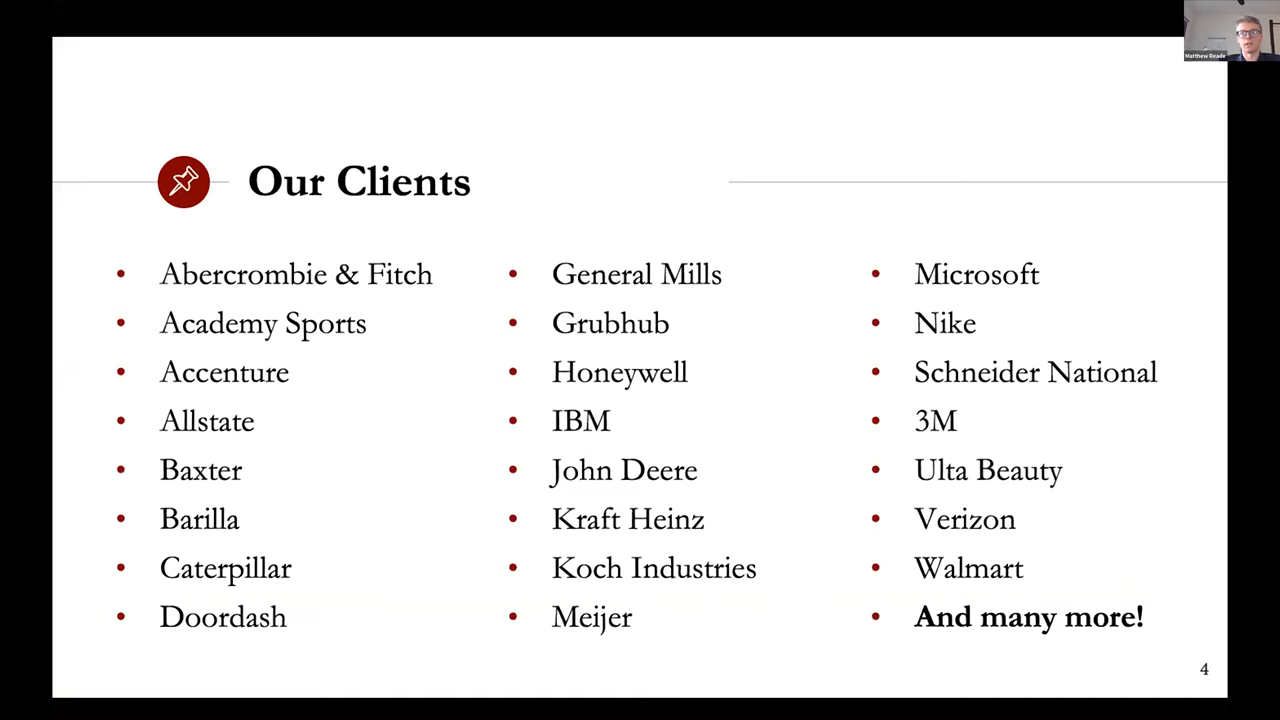 Matthew Reade
Our Clients
• Abercrombie & Fitch
• Academy Sports
• Accenture
• Allstate
• Baxter
• Barilla
• Caterpillar
• Doordash
• General Mills
• Grubhub
• Honeywell
• IBM
• John Deere
• Kraft Heinz
• Koch Industries
• Meijer
• Microsoft
• Nike
• Schneider National
• 3M
• Ulta Beauty
• Verizon
• Walmart
• And many more!
4